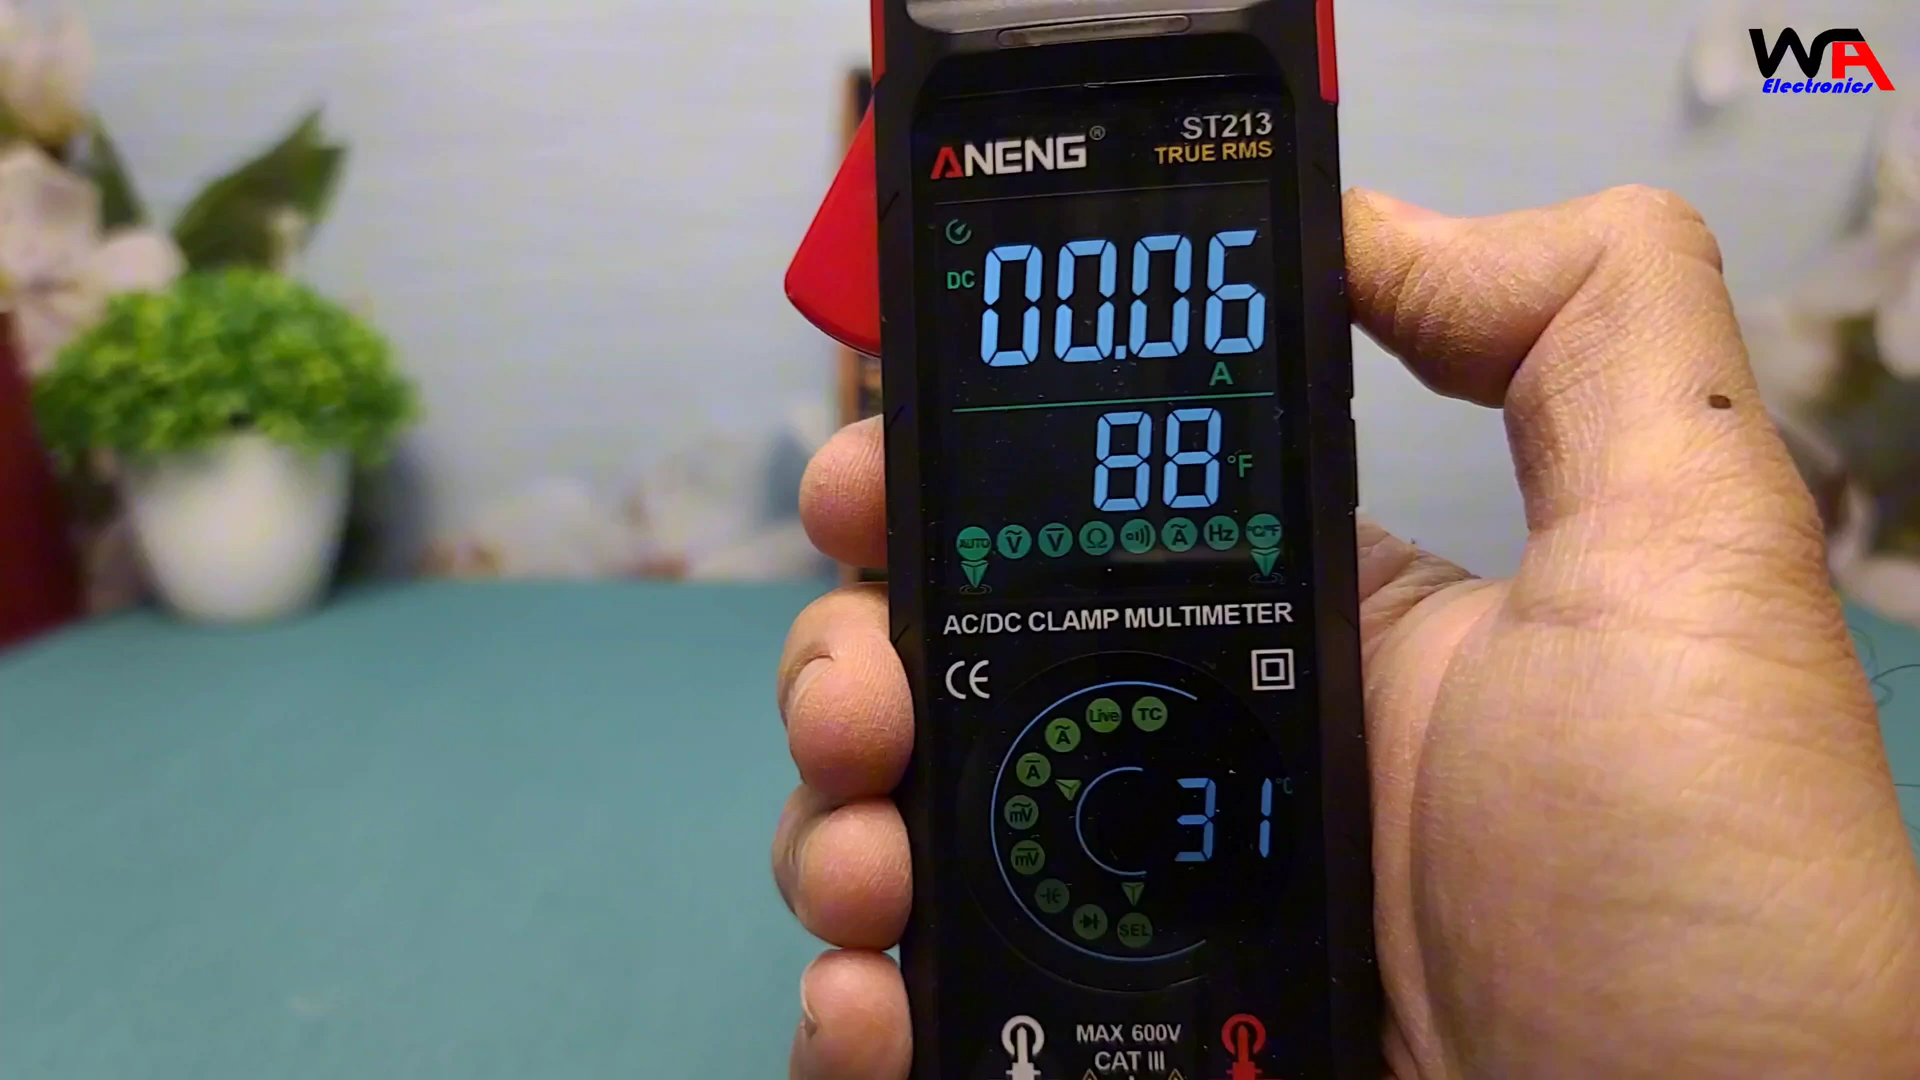 WA
Electronics
ANENG®
ST213
TRUE RMS
DC
00.06
A
88 °F
AUTO V V Ω A Hz °C/°F
AC/DC CLAMP MULTIMETER
CE
Live TC
A
A
mV
mV
SEL
31 °C
MAX 600V
CAT III